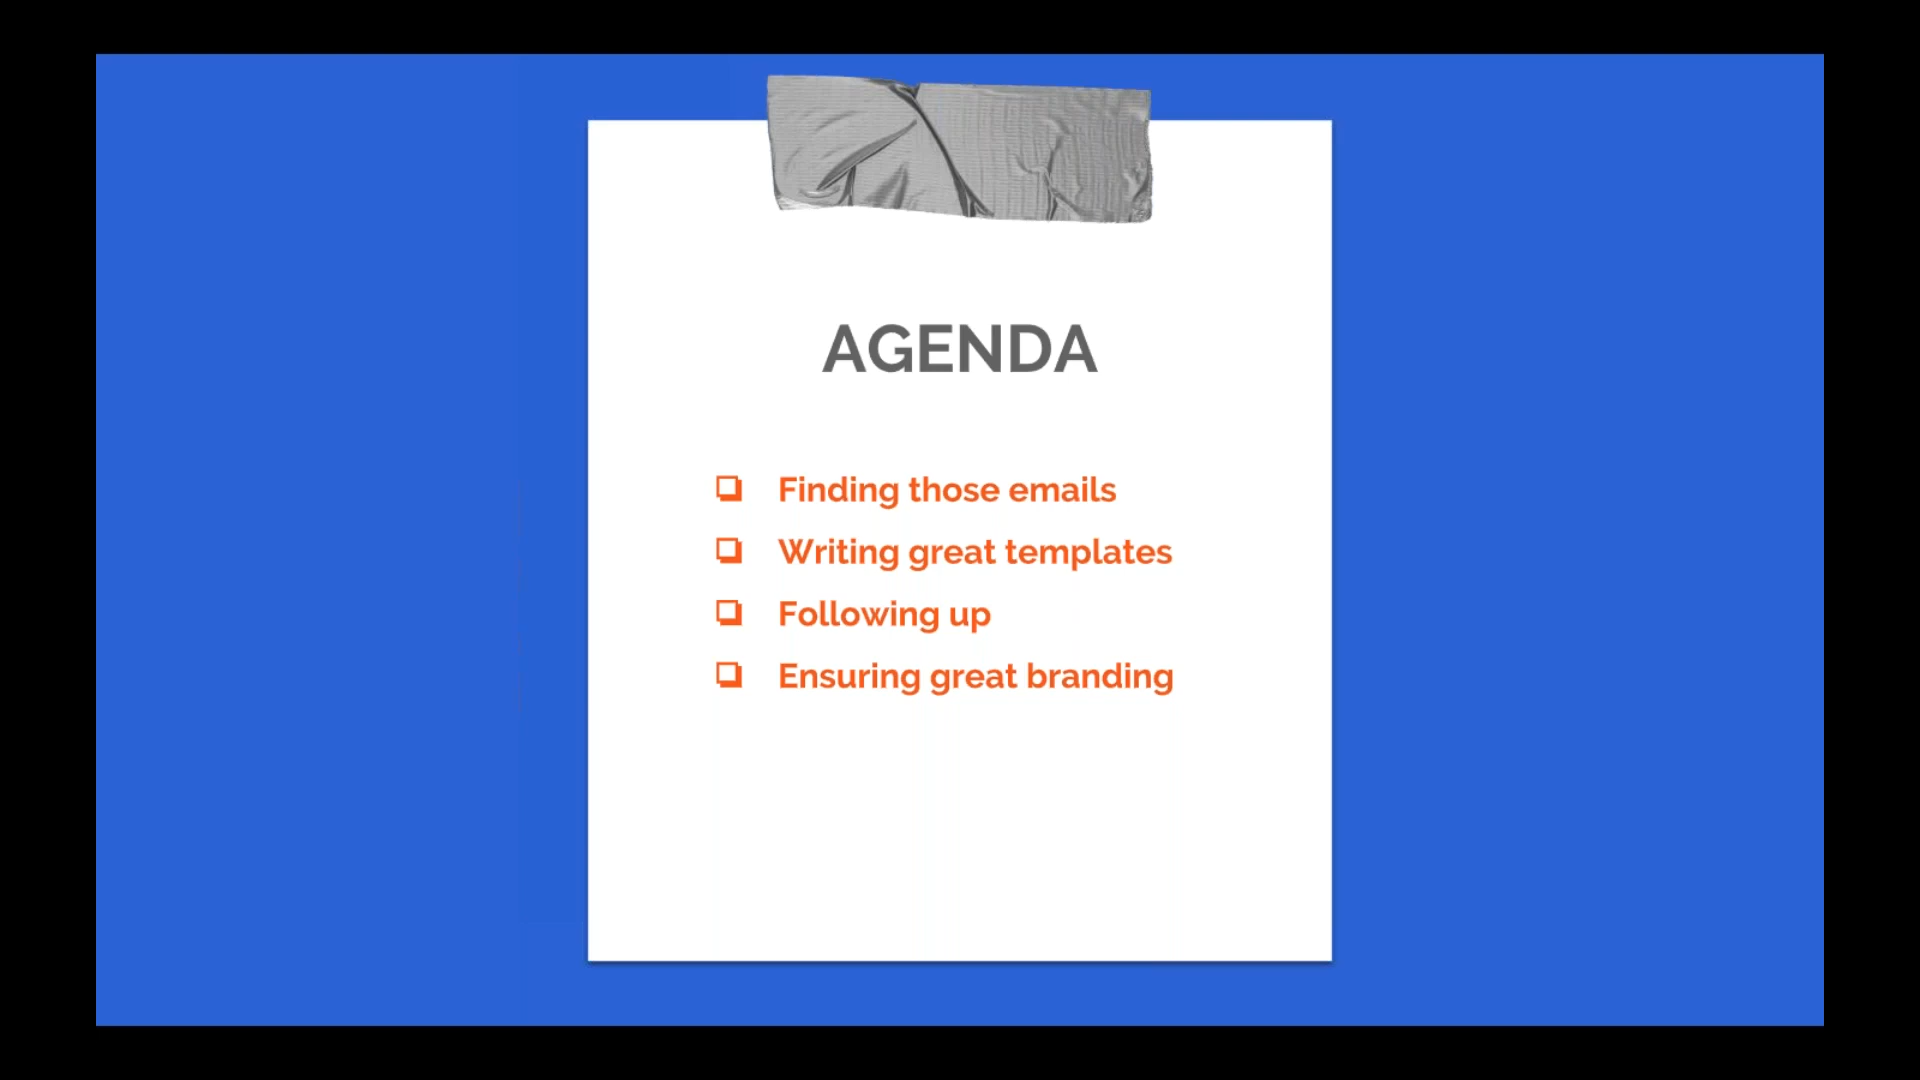 AGENDA
Finding those emails
Writing great templates
Following up
Ensuring great branding